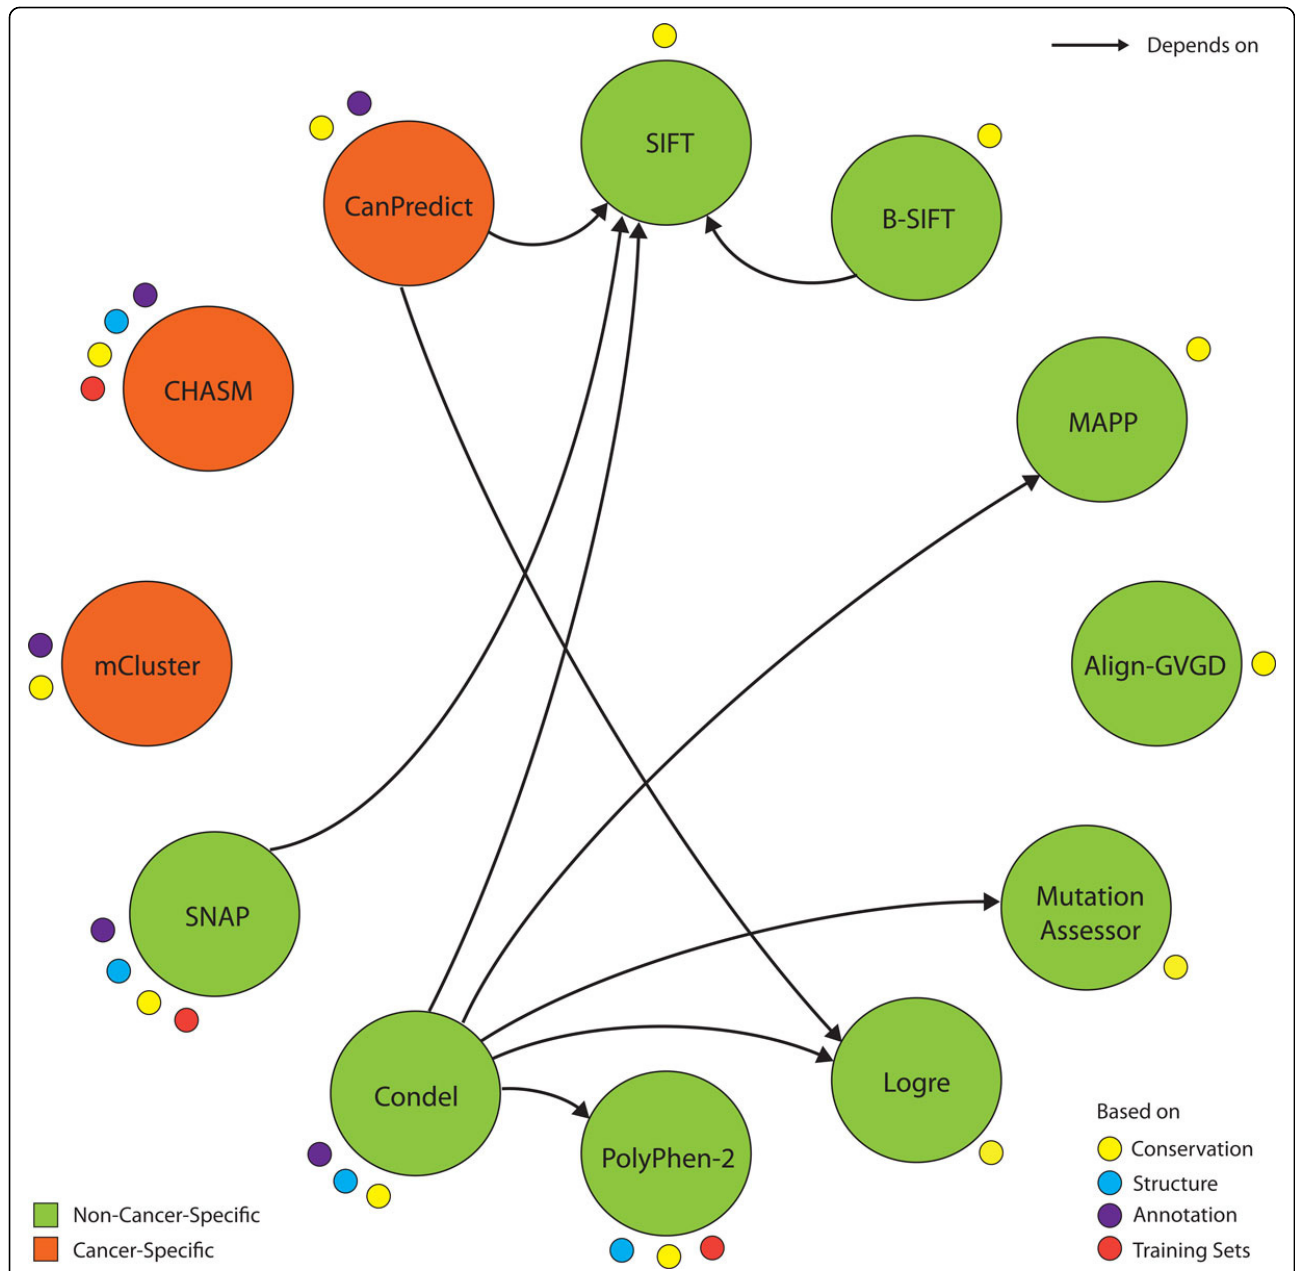 Depends on
SIFT
CanPredict
B-SIFT
CHASM
MAPP
mCluster
Align-GVGD
SNAP
Mutation
Assessor
Condel
Logre
PolyPhen-2
Based on
Conservation
Structure
Annotation
Training Sets
Non-Cancer-Specific
Cancer-Specific